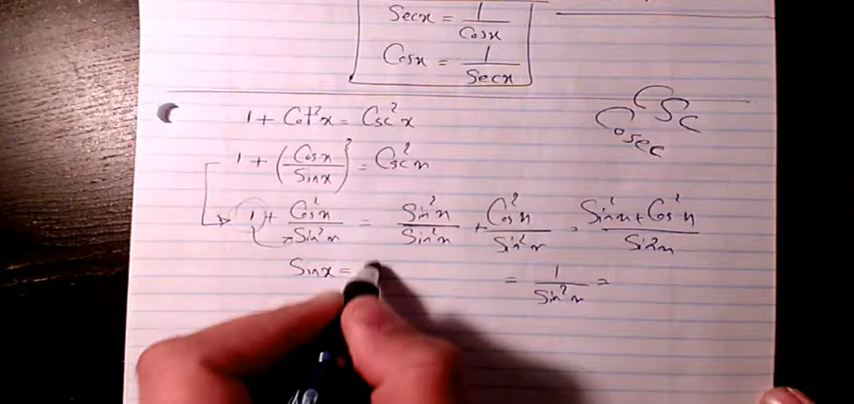 Secx = 1/Cosx
Cosx = 1/Secx
1 + Cot²x = Csc²x
CSc
Cosec
1 + (Cosx/Sinx)² = Csc²x
1 + Cos²x/Sin²x = Sin²x/Sin²x + Cos²x/Sin²x = Sin²x + Cos²x/Sin²x
Sinx =
= 1/Sin²x =